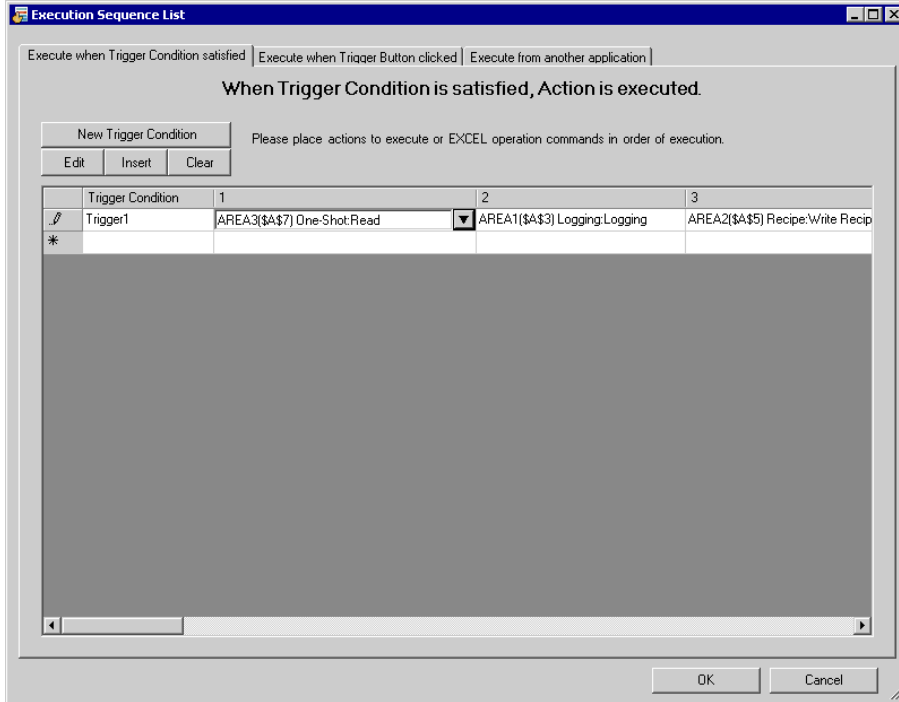 Execution Sequence List
Execute when Trigger Condition satisfied Execute when Trigger Button clicked Execute from another application
When Trigger Condition is satisfied, Action is executed.
New Trigger Condition
Please place actions to execute or EXCEL operation commands in order of execution.
Edit Insert Clear
Trigger Condition 1 2 3
Trigger1 AREA3($A$7) One-Shot:Read AREA1($A$3) Logging:Logging AREA2($A$5) Recipe:Write Recip
OK Cancel